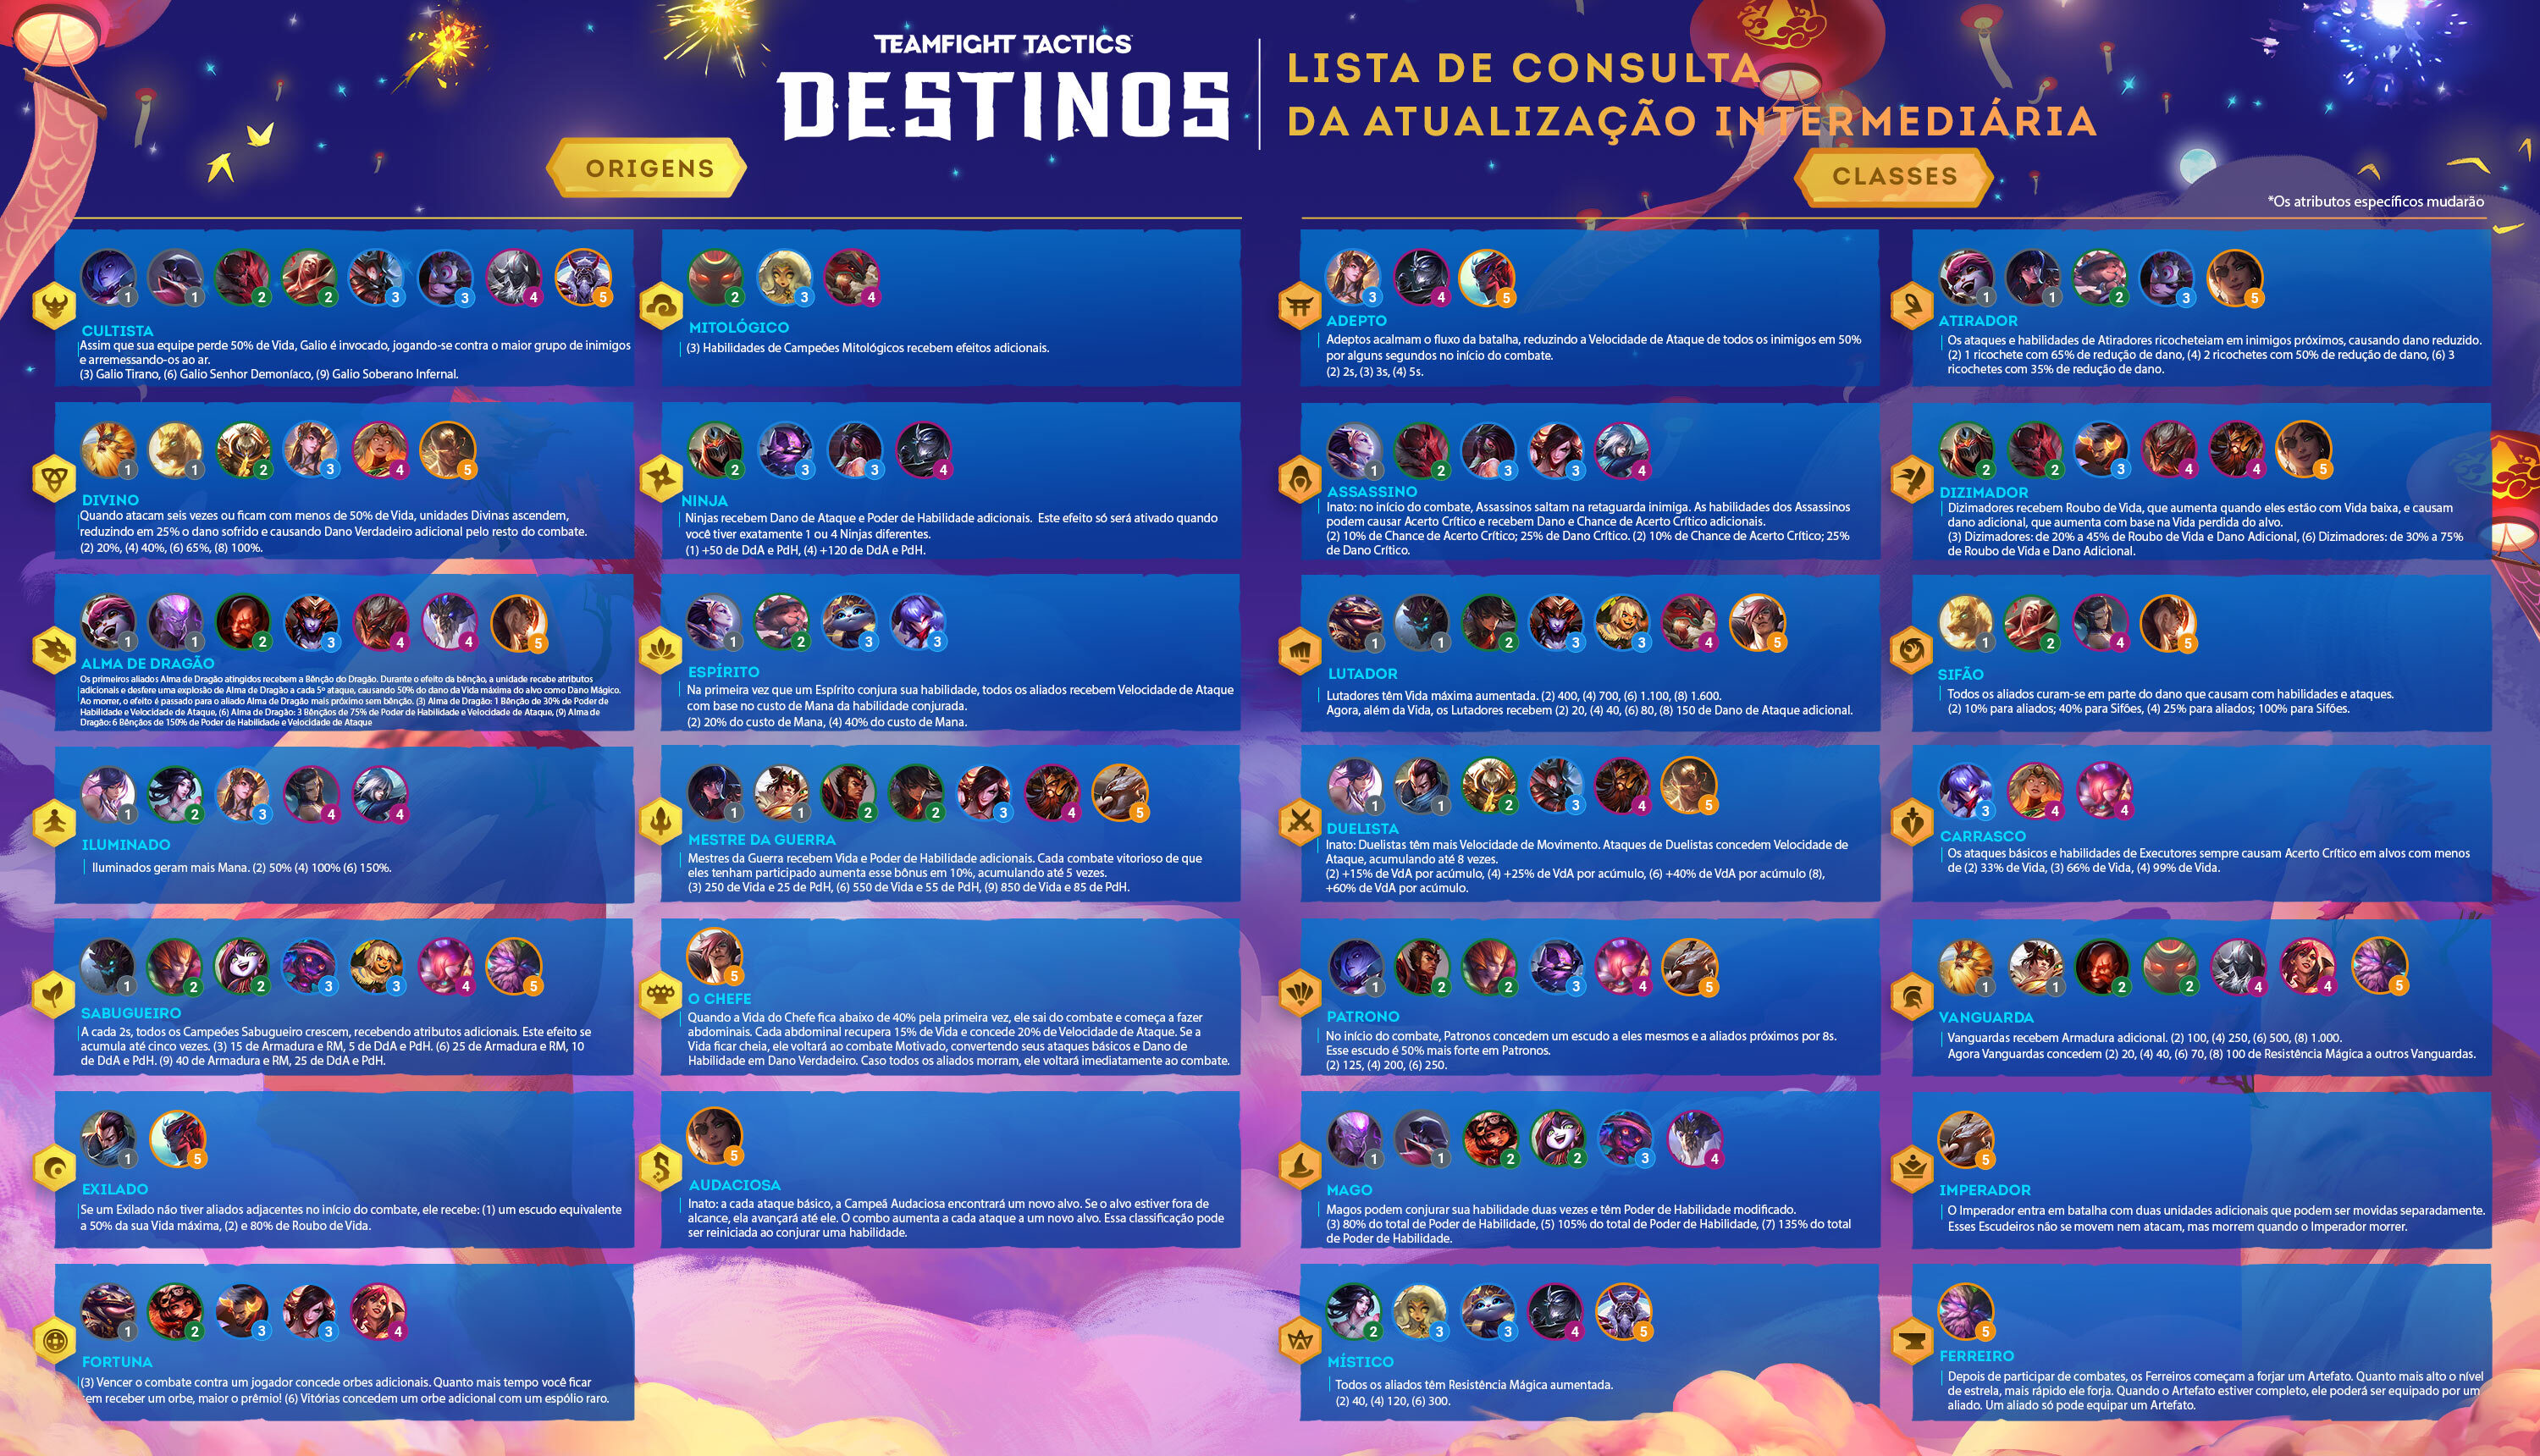 TEAMFIGHT TACTICS
DESTINOS
LISTA DE CONSULTA
DA ATUALIZAÇÃO INTERMEDIÁRIA
ORIGENS
1 1 2 2 3 3 4 5
CULTISTA
Assim que sua equipe perde 50% de Vida, Galio é invocado, jogando-se contra o maior grupo de inimigos
e arremessando-os ao ar.
(3) Galio Tirano, (6) Galio Senhor Demoníaco, (9) Galio Soberano Infernal.
1 1 2 3 4 5
DIVINO
Quando atacam seis vezes ou ficam com menos de 50% de Vida, unidades Divinas ascendem,
reduzindo em 25% o dano sofrido e causando Dano Verdadeiro adicional pelo resto do combate.
(2) 20%, (4) 40%, (6) 65%, (8) 100%.
1 1 2 3 4 4 5
ALMA DE DRAGÃO
Os primeiros aliados Alma de Dragão atingidos recebem a Bênção do Dragão. Durante o efeito da bênção, a unidade recebe atributos
adicionais e desfere uma explosão de Alma de Dragão a cada 5º ataque, causando 50% do dano da Vida máxima do alvo como Dano Mágico.
Ao morrer, o efeito é passado para o aliado Alma de Dragão mais próximo sem bênção. (3) Alma de Dragão: 1 Bênção de 30% de Poder de
Habilidade e Velocidade de Ataque, (6) Alma de Dragão: 3 Bênçãos de 75% de Poder de Habilidade e Velocidade de Ataque, (9) Alma de
Dragão: 6 Bênçãos de 150% de Poder de Habilidade e Velocidade de Ataque
1 2 3 4 4
ILUMINADO
Iluminados geram mais Mana. (2) 50% (4) 100% (6) 150%.
1 2 2 3 3 4 5
SABUGUEIRO
A cada 2s, todos os Campeões Sabugueiro crescem, recebendo atributos adicionais. Este efeito se
acumula até cinco vezes. (3) 15 de Armadura e RM, 5 de DdA e PdH. (6) 25 de Armadura e RM, 10
de DdA e PdH. (9) 40 de Armadura e RM, 25 de DdA e PdH.
1 5
EXILADO
Se um Exilado não tiver aliados adjacentes no início do combate, ele recebe: (1) um escudo equivalente
a 50% da sua Vida máxima, (2) e 80% de Roubo de Vida.
1 2 3 3 4
FORTUNA
(3) Vencer o combate contra um jogador concede orbes adicionais. Quanto mais tempo você ficar
sem receber um orbe, maior o prêmio! (6) Vitórias concedem um orbe adicional com um espólio raro.
2 3 4
MITOLÓGICO
(3) Habilidades de Campeões Mitológicos recebem efeitos adicionais.
2 3 3 4
NINJA
Ninjas recebem Dano de Ataque e Poder de Habilidade adicionais. Este efeito só será ativado quando
você tiver exatamente 1 ou 4 Ninjas diferentes.
(1) +50 de DdA e PdH, (4) +120 de DdA e PdH.
1 2 3 3
ESPÍRITO
Na primeira vez que um Espírito conjura sua habilidade, todos os aliados recebem Velocidade de Ataque
com base no custo de Mana da habilidade conjurada.
(2) 20% do custo de Mana, (4) 40% do custo de Mana.
1 1 2 2 3 4 5
MESTRE DA GUERRA
Mestres da Guerra recebem Vida e Poder de Habilidade adicionais. Cada combate vitorioso de que
eles tenham participado aumenta esse bônus em 10%, acumulando até 5 vezes.
(3) 250 de Vida e 25 de PdH, (6) 550 de Vida e 55 de PdH, (9) 850 de Vida e 85 de PdH.
5
O CHEFE
Quando a Vida do Chefe fica abaixo de 40% pela primeira vez, ele sai do combate e começa a fazer
abdominais. Cada abdominal recupera 15% de Vida e concede 20% de Velocidade de Ataque. Se a
Vida ficar cheia, ele voltará ao combate Motivado, convertendo seus ataques básicos e Dano de
Habilidade em Dano Verdadeiro. Caso todos os aliados morram, ele voltará imediatamente ao combate.
5
AUDACIOSA
Inato: a cada ataque básico, a Campeã Audaciosa encontrará um novo alvo. Se o alvo estiver fora de
alcance, ela avançará até ele. O combo aumenta a cada ataque a um novo alvo. Essa classificação pode
ser reiniciada ao conjurar uma habilidade.
CLASSES
*Os atributos específicos mudarão
3 4 5
ADEPTO
Adeptos acalmam o fluxo da batalha, reduzindo a Velocidade de Ataque de todos os inimigos em 50%
por alguns segundos no início do combate.
(2) 2s, (3) 3s, (4) 5s.
1 2 3 3 4
ASSASSINO
Inato: no início do combate, Assassinos saltam na retaguarda inimiga. As habilidades dos Assassinos
podem causar Acerto Crítico e recebem Dano e Chance de Acerto Crítico adicionais.
(2) 10% de Chance de Acerto Crítico; 25% de Dano Crítico. (2) 10% de Chance de Acerto Crítico; 25%
de Dano Crítico.
1 1 2 3 3 4 5
LUTADOR
Lutadores têm Vida máxima aumentada. (2) 400, (4) 700, (6) 1.100, (8) 1.600.
Agora, além da Vida, os Lutadores recebem (2) 20, (4) 40, (6) 80, (8) 150 de Dano de Ataque adicional.
1 1 2 3 4 5
DUELISTA
Inato: Duelistas têm mais Velocidade de Movimento. Ataques de Duelistas concedem Velocidade de
Ataque, acumulando até 8 vezes.
(2) +15% de VdA por acúmulo, (4) +25% de VdA por acúmulo, (6) +40% de VdA por acúmulo (8),
+60% de VdA por acúmulo.
1 2 2 3 4 5
PATRONO
No início do combate, Patronos concedem um escudo a eles mesmos e a aliados próximos por 8s.
Esse escudo é 50% mais forte em Patronos.
(2) 125, (4) 200, (6) 250.
1 1 2 2 3 4
MAGO
Magos podem conjurar sua habilidade duas vezes e têm Poder de Habilidade modificado.
(3) 80% do total de Poder de Habilidade, (5) 105% do total de Poder de Habilidade, (7) 135% do total
de Poder de Habilidade.
2 3 3 4 5
MÍSTICO
Todos os aliados têm Resistência Mágica aumentada.
(2) 40, (4) 120, (6) 300.
1 1 2 3 5
ATIRADOR
Os ataques e habilidades de Atiradores ricocheteiam em inimigos próximos, causando dano reduzido.
(2) 1 ricochete com 65% de redução de dano, (4) 2 ricochetes com 50% de redução de dano, (6) 3
ricochetes com 35% de redução de dano.
2 2 3 4 4 5
DIZIMADOR
Dizimadores recebem Roubo de Vida, que aumenta quando eles estão com Vida baixa, e causam
dano adicional, que aumenta com base na Vida perdida do alvo.
(3) Dizimadores: de 20% a 45% de Roubo de Vida e Dano Adicional, (6) Dizimadores: de 30% a 75%
de Roubo de Vida e Dano Adicional.
1 2 4 5
SIFÃO
Todos os aliados curam-se em parte do dano que causam com habilidades e ataques.
(2) 10% para aliados; 40% para Sifões, (4) 25% para aliados; 100% para Sifões.
3 4 4
CARRASCO
Os ataques básicos e habilidades de Executores sempre causam Acerto Crítico em alvos com menos
de (2) 33% de Vida, (3) 66% de Vida, (4) 99% de Vida.
1 1 2 2 4 4 5
VANGUARDA
Vanguardas recebem Armadura adicional. (2) 100, (4) 250, (6) 500, (8) 1.000.
Agora Vanguardas concedem (2) 20, (4) 40, (6) 70, (8) 100 de Resistência Mágica a outros Vanguardas.
5
IMPERADOR
O Imperador entra em batalha com duas unidades adicionais que podem ser movidas separadamente.
Esses Escudeiros não se movem nem atacam, mas morrem quando o Imperador morrer.
5
FERREIRO
Depois de participar de combates, os Ferreiros começam a forjar um Artefato. Quanto mais alto o nível
de estrela, mais rápido ele forja. Quando o Artefato estiver completo, ele poderá ser equipado por um
aliado. Um aliado só pode equipar um Artefato.